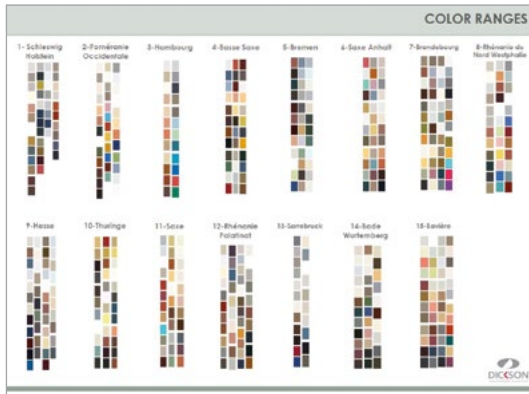 COLOR RANGES
1- Schleswig
Holstein
2-Poméranie
Occidentale
3-Hambourg
4-Basse Saxe
5-Bremen
6-Saxe Anhalt
7-Brandebourg
8-Rhénanie du
Nord Westphalie
9-Hesse
10-Thuringe
11-Saxe
12-Rhénanie
Palatinat
13-Sarrebruck
14-Bade
Wurtemberg
15-Bavière
DICKSON